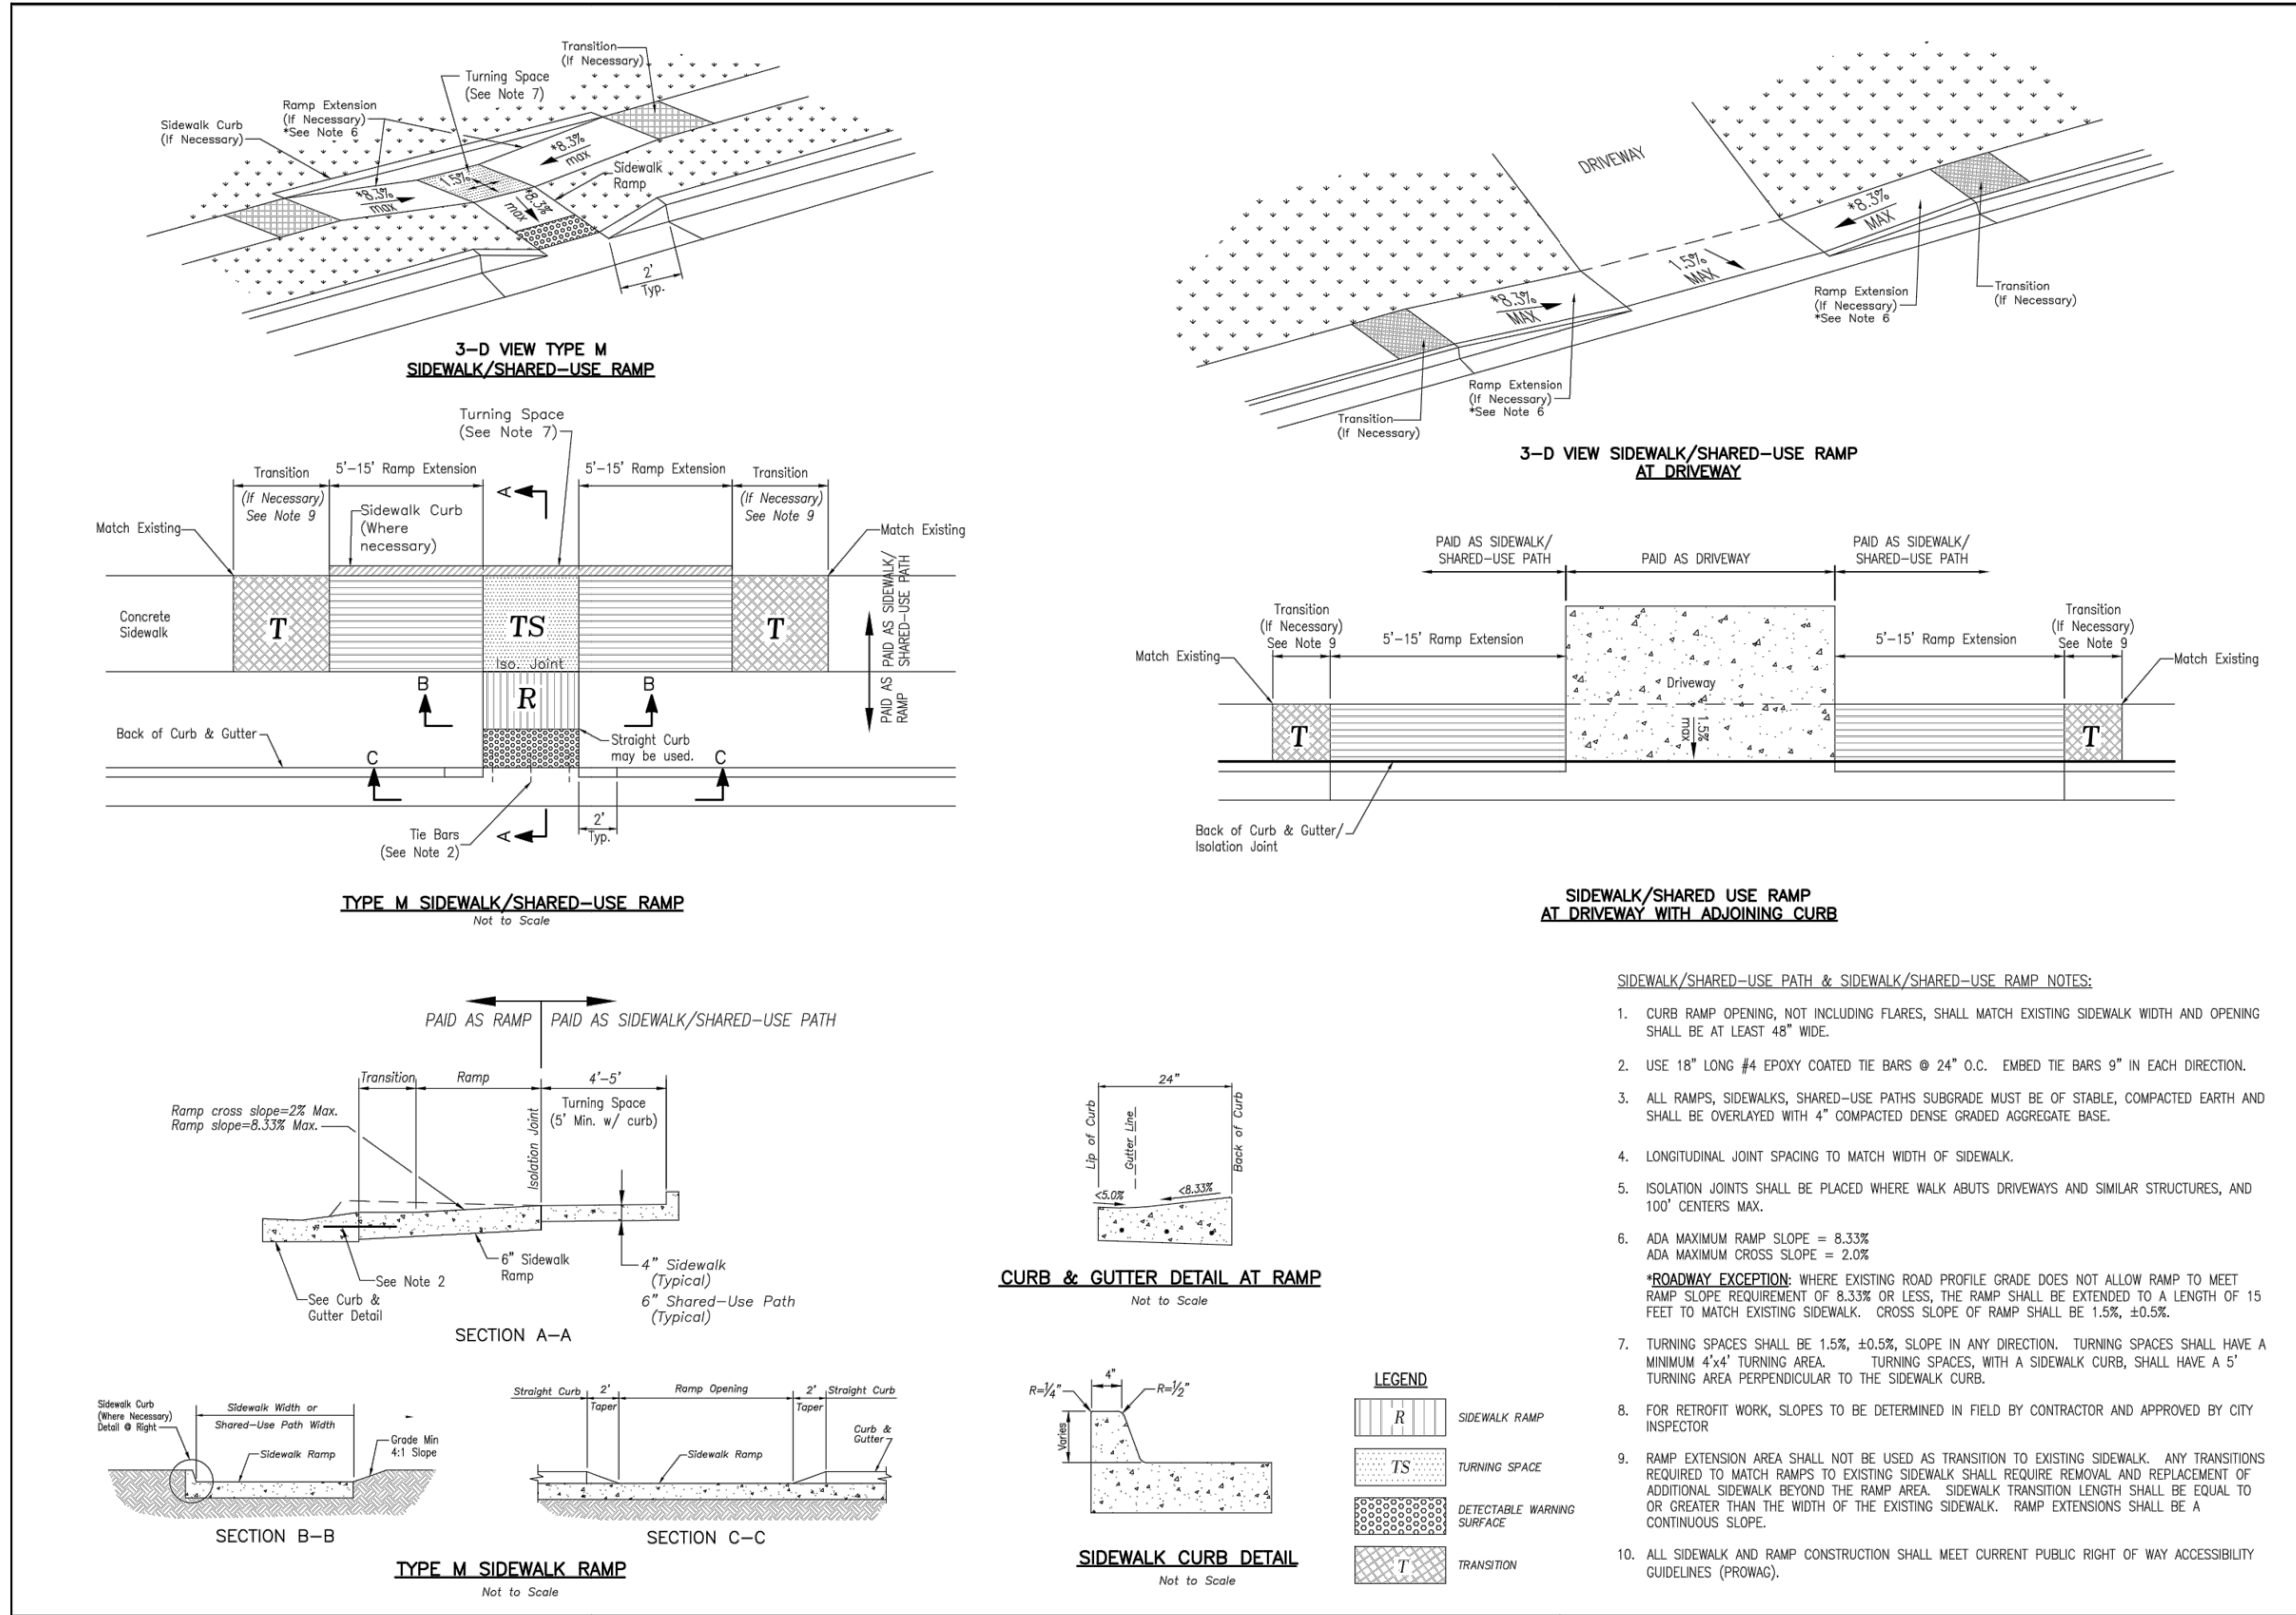 Transition
(If Necessary)
Turning Space
(See Note 7)
Ramp Extension
(If Necessary)
*See Note 6
Sidewalk Curb
(If Necessary)
*8.3%
max
1.5%
*8.3%
max
*8.3%
max
Sidewalk
Ramp
2'
Typ.
3-D VIEW TYPE M
SIDEWALK/SHARED-USE RAMP
DRIVEWAY
*8.3%
MAX
1.5%
MAX
*8.3%
MAX
Transition
(If Necessary)
Ramp Extension
(If Necessary)
*See Note 6
Ramp Extension
(If Necessary)
*See Note 6
Transition
(If Necessary)
3-D VIEW SIDEWALK/SHARED-USE RAMP
AT DRIVEWAY
Turning Space
(See Note 7)
Transition
(If Necessary)
See Note 9
5'-15' Ramp Extension
5'-15' Ramp Extension
Transition
(If Necessary)
See Note 9
A
Sidewalk Curb
(Where
necessary)
Match Existing
Match Existing
Concrete
Sidewalk
T
TS
T
Iso. Joint
R
B
B
PAID AS SIDEWALK/
SHARED-USE PATH
PAID AS
RAMP
Back of Curb & Gutter
Straight Curb
may be used.
C
C
2'
Typ.
A
Tie Bars
(See Note 2)
TYPE M SIDEWALK/SHARED-USE RAMP
Not to Scale
PAID AS SIDEWALK/
SHARED-USE PATH
PAID AS DRIVEWAY
PAID AS SIDEWALK/
SHARED-USE PATH
Transition
(If Necessary)
See Note 9
5'-15' Ramp Extension
5'-15' Ramp Extension
Transition
(If Necessary)
See Note 9
Match Existing
Match Existing
Driveway
1.5%
max
T
T
Back of Curb & Gutter/
Isolation Joint
SIDEWALK/SHARED USE RAMP
AT DRIVEWAY WITH ADJOINING CURB
PAID AS RAMP
PAID AS SIDEWALK/SHARED-USE PATH
Transition
Ramp
4'-5'
Turning Space
(5' Min. w/ curb)
Ramp cross slope=2% Max.
Ramp slope=8.33% Max.
Isolation Joint
6" Sidewalk
Ramp
4" Sidewalk
(Typical)
6" Shared-Use Path
(Typical)
See Note 2
See Curb &
Gutter Detail
SECTION A-A
24"
Lip of Curb
Gutter Line
Back of Curb
<5.0%
<8.33%
CURB & GUTTER DETAIL AT RAMP
Not to Scale
Sidewalk Curb
(Where Necessary)
Detail @ Right
Sidewalk Width or
Shared-Use Path Width
Sidewalk Ramp
Grade Min
4:1 Slope
SECTION B-B
Straight Curb
2'
Taper
Ramp Opening
2'
Taper
Straight Curb
Curb &
Gutter
Sidewalk Ramp
SECTION C-C
TYPE M SIDEWALK RAMP
Not to Scale
4"
R=1/4"
R=1/2"
Varies
SIDEWALK CURB DETAIL
Not to Scale
LEGEND
R
SIDEWALK RAMP
TS
TURNING SPACE
DETECTABLE WARNING
SURFACE
T
TRANSITION
SIDEWALK/SHARED-USE PATH & SIDEWALK/SHARED-USE RAMP NOTES:
1. CURB RAMP OPENING, NOT INCLUDING FLARES, SHALL MATCH EXISTING SIDEWALK WIDTH AND OPENING
SHALL BE AT LEAST 48" WIDE.
2. USE 18" LONG #4 EPOXY COATED TIE BARS @ 24" O.C. EMBED TIE BARS 9" IN EACH DIRECTION.
3. ALL RAMPS, SIDEWALKS, SHARED-USE PATHS SUBGRADE MUST BE OF STABLE, COMPACTED EARTH AND
SHALL BE OVERLAYED WITH 4" COMPACTED DENSE GRADED AGGREGATE BASE.
4. LONGITUDINAL JOINT SPACING TO MATCH WIDTH OF SIDEWALK.
5. ISOLATION JOINTS SHALL BE PLACED WHERE WALK ABUTS DRIVEWAYS AND SIMILAR STRUCTURES, AND
100' CENTERS MAX.
6. ADA MAXIMUM RAMP SLOPE = 8.33%
ADA MAXIMUM CROSS SLOPE = 2.0%
*ROADWAY EXCEPTION: WHERE EXISTING ROAD PROFILE GRADE DOES NOT ALLOW RAMP TO MEET
RAMP SLOPE REQUIREMENT OF 8.33% OR LESS, THE RAMP SHALL BE EXTENDED TO A LENGTH OF 15
FEET TO MATCH EXISTING SIDEWALK. CROSS SLOPE OF RAMP SHALL BE 1.5%, ±0.5%.
7. TURNING SPACES SHALL BE 1.5%, ±0.5%, SLOPE IN ANY DIRECTION. TURNING SPACES SHALL HAVE A
MINIMUM 4'x4' TURNING AREA. TURNING SPACES, WITH A SIDEWALK CURB, SHALL HAVE A 5'
TURNING AREA PERPENDICULAR TO THE SIDEWALK CURB.
8. FOR RETROFIT WORK, SLOPES TO BE DETERMINED IN FIELD BY CONTRACTOR AND APPROVED BY CITY
INSPECTOR
9. RAMP EXTENSION AREA SHALL NOT BE USED AS TRANSITION TO EXISTING SIDEWALK. ANY TRANSITIONS
REQUIRED TO MATCH RAMPS TO EXISTING SIDEWALK SHALL REQUIRE REMOVAL AND REPLACEMENT OF
ADDITIONAL SIDEWALK BEYOND THE RAMP AREA. SIDEWALK TRANSITION LENGTH SHALL BE EQUAL TO
OR GREATER THAN THE WIDTH OF THE EXISTING SIDEWALK. RAMP EXTENSIONS SHALL BE A
CONTINUOUS SLOPE.
10. ALL SIDEWALK AND RAMP CONSTRUCTION SHALL MEET CURRENT PUBLIC RIGHT OF WAY ACCESSIBILITY
GUIDELINES (PROWAG).